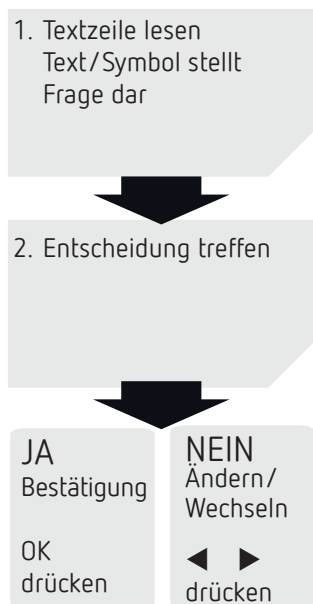 1. Textzeile lesen
Text/Symbol stellt
Frage dar
2. Entscheidung treffen
JA
Bestätigung
OK
drücken
NEIN
Ändern/
Wechseln
◀ ▶
drücken